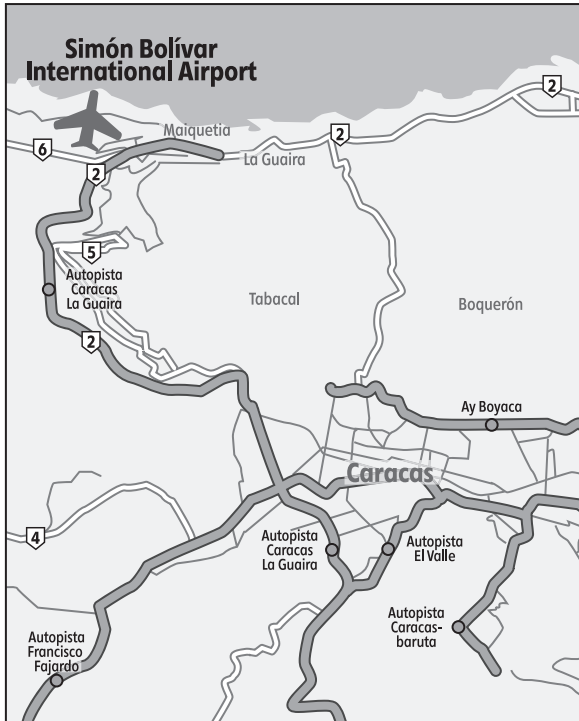 Simón Bolívar
International Airport
2
Maiquetia
2
6
La Guaira
2
5
Autopista
Caracas
La Guaira
Tabacal
Boquerón
2
Ay Boyaca
Caracas
4
Autopista
Caracas
La Guaira
Autopista
El Valle
Autopista
Caracas-
baruta
Autopista
Francisco
Fajardo